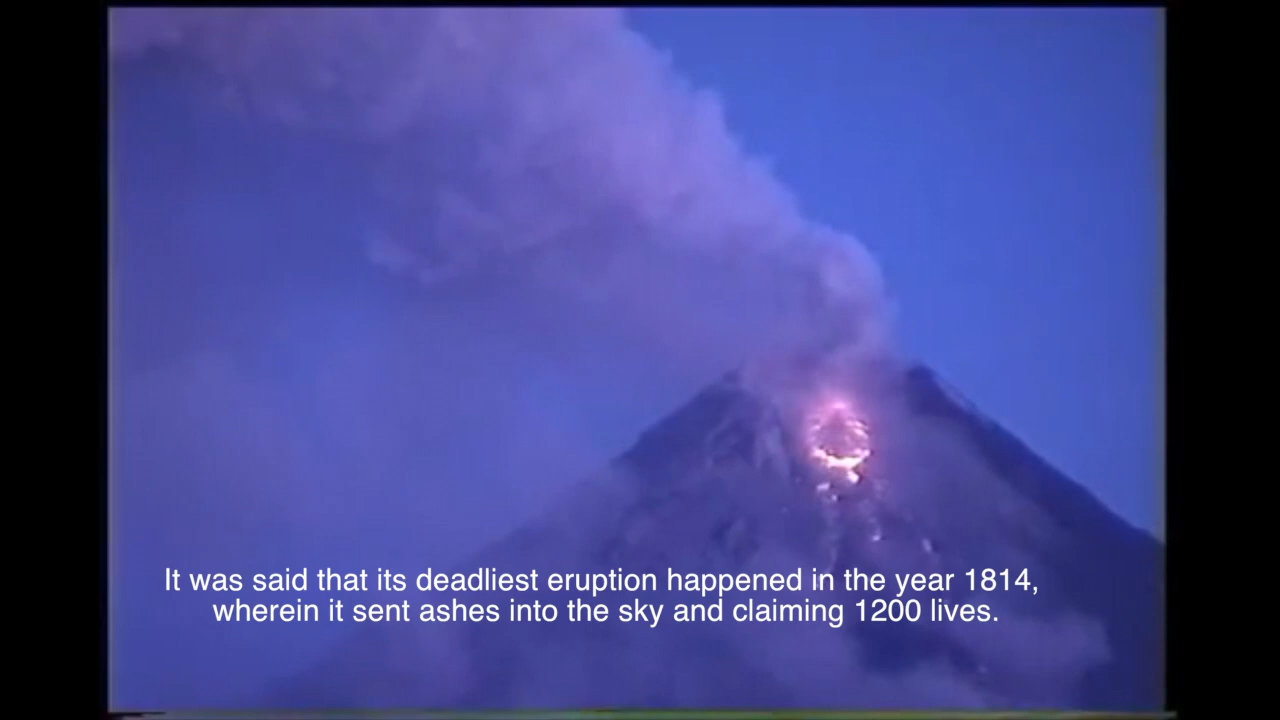 It was said that its deadliest eruption happened in the year 1814,
wherein it sent ashes into the sky and claiming 1200 lives.